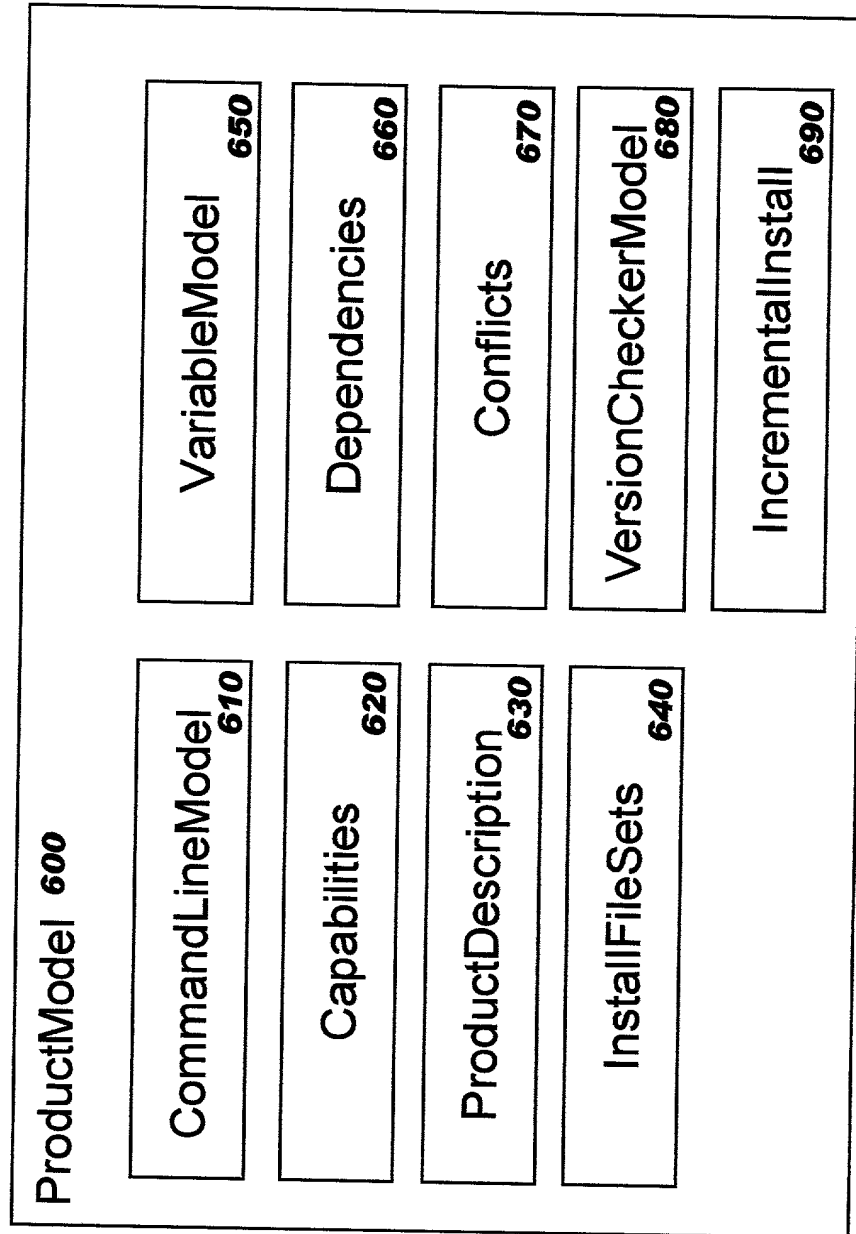 ProductModel 600
CommandLineModel
610
Capabilities
620
ProductDescription
630
InstallFileSets
640
VariableModel
650
Dependencies
660
Conflicts
670
VersionCheckerModel
680
IncrementalInstall
690